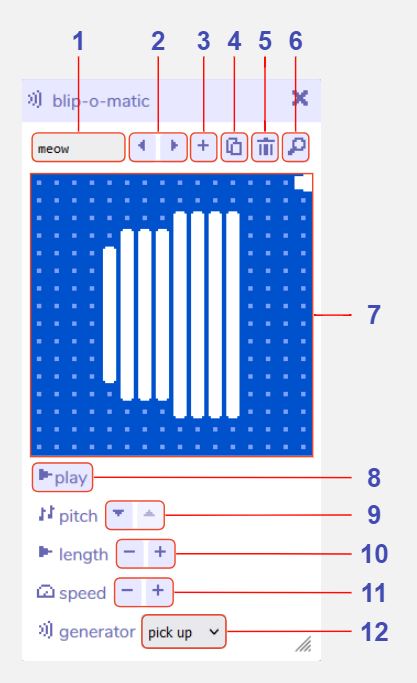 1 2 3 4 5 6
blip-o-matic
meow
7
play 8
pitch 9
length 10
speed 11
generator pick up 12